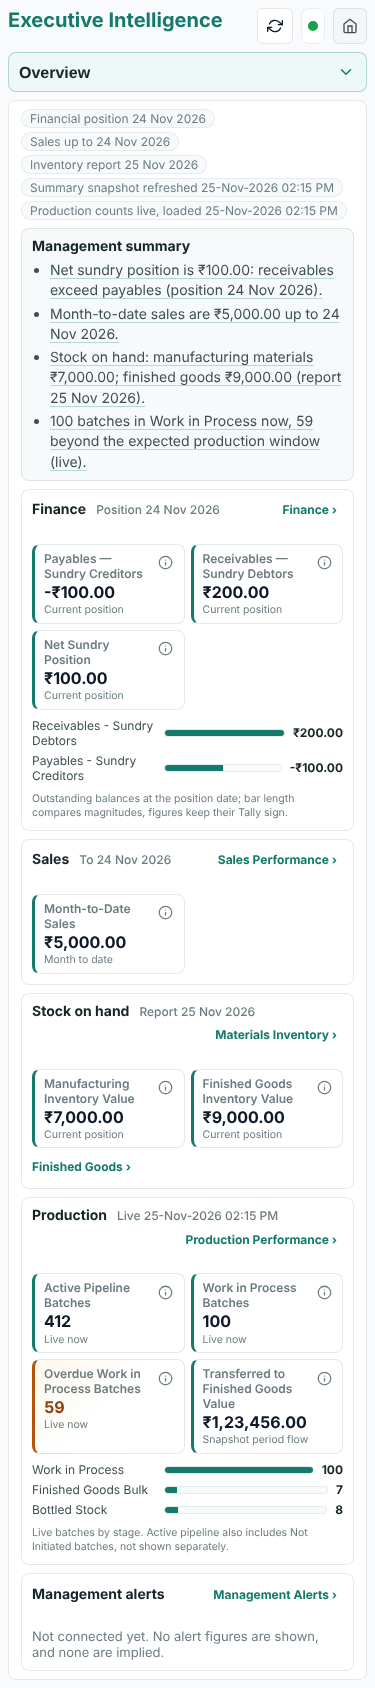 Executive Intelligence
Overview
Financial position 24 Nov 2026
Sales up to 24 Nov 2026
Inventory report 25 Nov 2026
Summary snapshot refreshed 25-Nov-2026 02:15 PM
Production counts live, loaded 25-Nov-2026 02:15 PM
Management summary
• Net sundry position is ₹100.00: receivables
exceed payables (position 24 Nov 2026).
• Month-to-date sales are ₹5,000.00 up to 24
Nov 2026.
• Stock on hand: manufacturing materials
₹7,000.00; finished goods ₹9,000.00 (report
25 Nov 2026).
• 100 batches in Work in Process now, 59
beyond the expected production window
(live).
Finance Position 24 Nov 2026 Finance ›
Payables —
Sundry Creditors
-₹100.00
Current position
Receivables —
Sundry Debtors
₹200.00
Current position
Net Sundry
Position
₹100.00
Current position
Receivables - Sundry
Debtors
₹200.00
Payables - Sundry
Creditors
-₹100.00
Outstanding balances at the position date; bar length
compares magnitudes, figures keep their Tally sign.
Sales To 24 Nov 2026 Sales Performance ›
Month-to-Date
Sales
₹5,000.00
Month to date
Stock on hand Report 25 Nov 2026
Materials Inventory ›
Manufacturing
Inventory Value
₹7,000.00
Current position
Finished Goods
Inventory Value
₹9,000.00
Current position
Finished Goods ›
Production Live 25-Nov-2026 02:15 PM
Production Performance ›
Active Pipeline
Batches
412
Live now
Work in Process
Batches
100
Live now
Overdue Work in
Process Batches
59
Live now
Transferred to
Finished Goods
Value
₹1,23,456.00
Snapshot period flow
Work in Process 100
Finished Goods Bulk 7
Bottled Stock 8
Live batches by stage. Active pipeline also includes Not
Initiated batches, not shown separately.
Management alerts Management Alerts ›
Not connected yet. No alert figures are shown,
and none are implied.